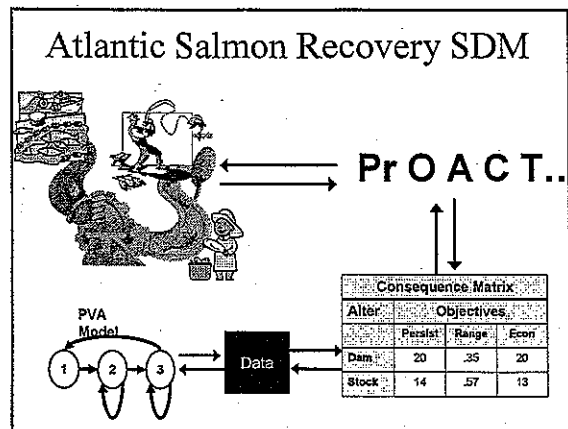 Atlantic Salmon Recovery SDM
Pr O A C T..
PVA
Model
1 2 3
Data
Consequence Matrix
Alter Objectives
Persist Range Econ
Dam 20 .35 20
Stock 14 .57 13